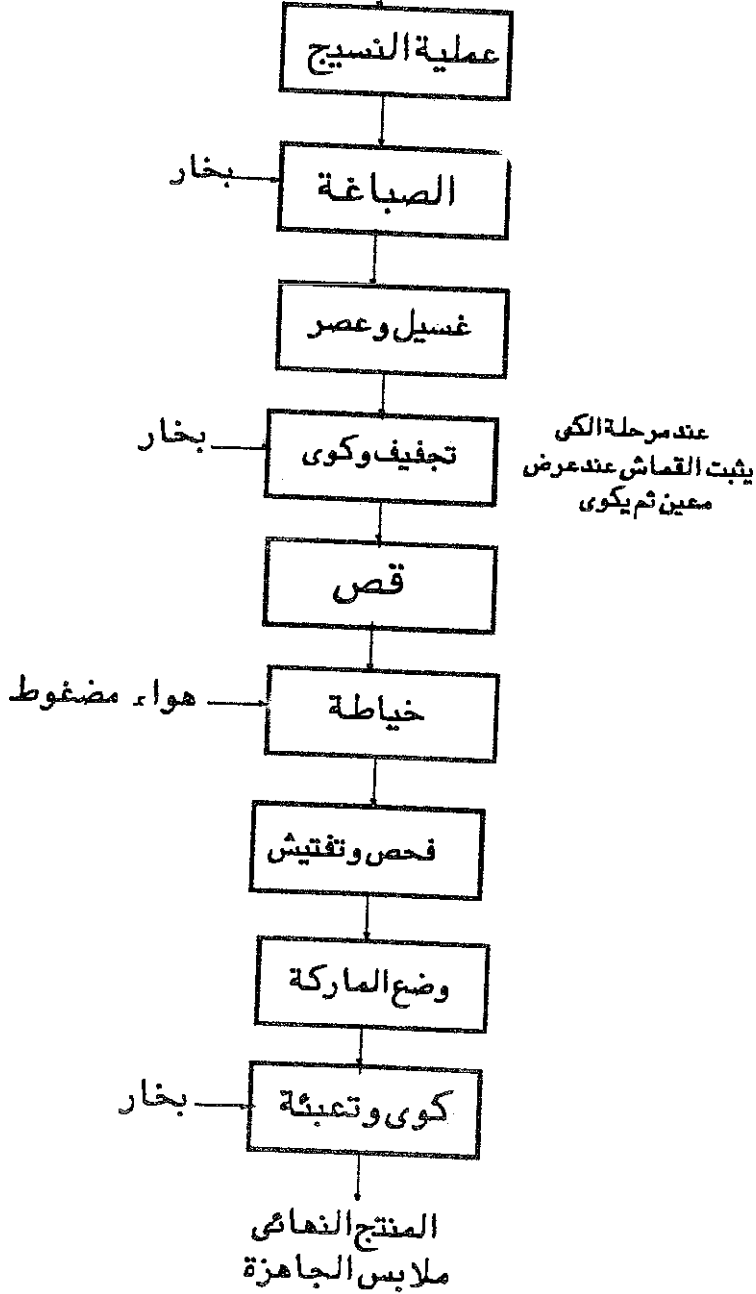 عملية النسيج
بخار
الصباغة
غسيل وعصر
بخار
تجفيف وكوى
عند مرحلة الكى
يثبت القماش عند عرض
معين ثم يكوى
قص
هواء مضغوط
خياطة
فحص وتفتيش
وضع الماركة
بخار
كوى وتعبئة
المنتج النهائى
ملابس الجاهزة